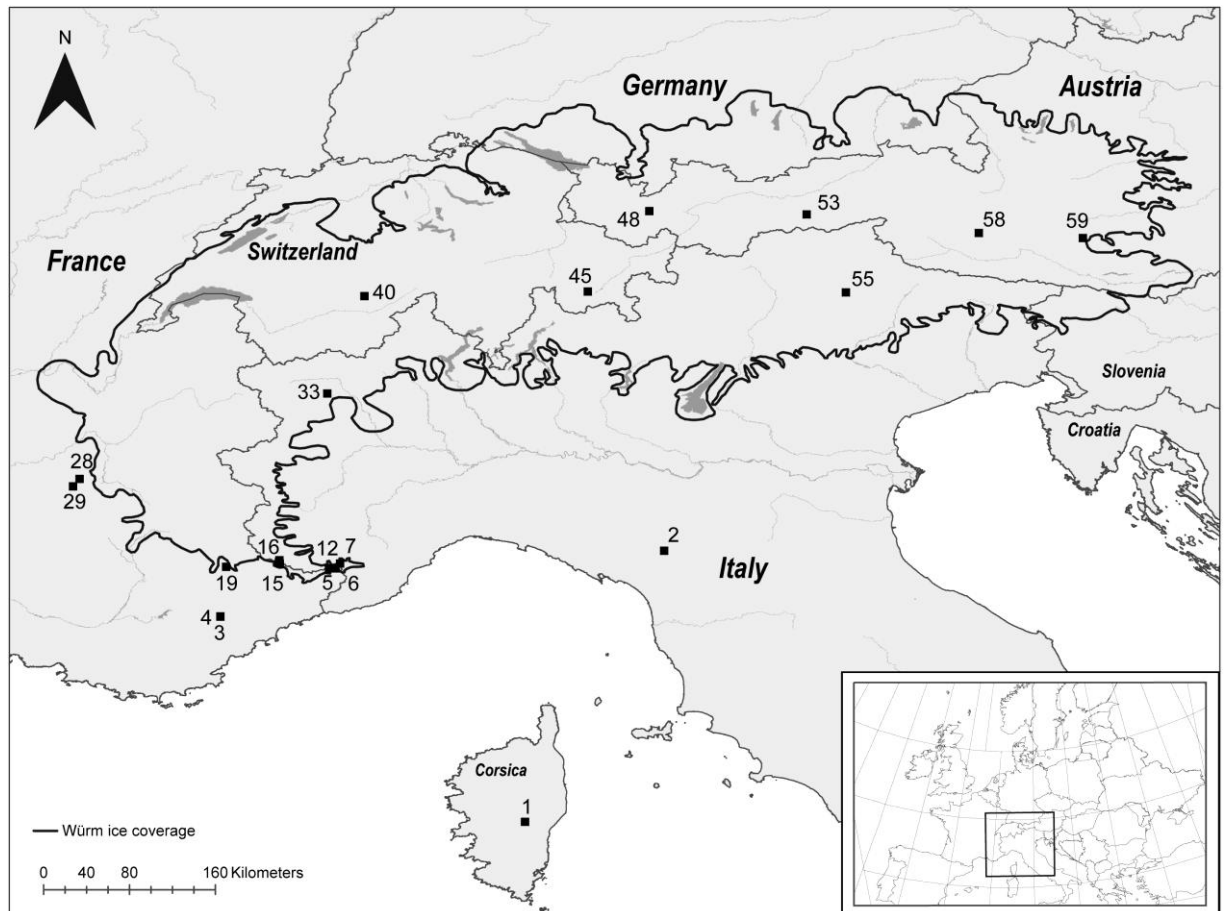 N
Germany
Austria
48
53
58
59
France
Switzerland
45
55
40
33
Slovenia
Croatia
28
29
16
12
7
2
19
15
5
6
Italy
4
3
Corsica
1
Würm ice coverage
0 40 80 160 Kilometers